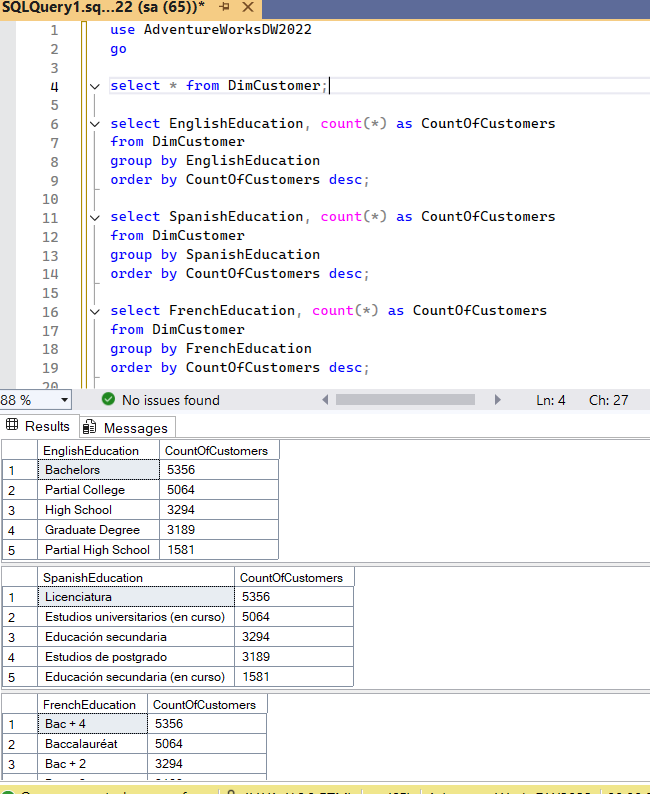 SQLQuery1.sq...22 (sa (65))*
1 use AdventureWorksDW2022
2 go
3
4 select * from DimCustomer;
5
6 select EnglishEducation, count(*) as CountOfCustomers
7 from DimCustomer
8 group by EnglishEducation
9 order by CountOfCustomers desc;
10
11 select SpanishEducation, count(*) as CountOfCustomers
12 from DimCustomer
13 group by SpanishEducation
14 order by CountOfCustomers desc;
15
16 select FrenchEducation, count(*) as CountOfCustomers
17 from DimCustomer
18 group by FrenchEducation
19 order by CountOfCustomers desc;
20
88 % No issues found Ln: 4 Ch: 27
Results Messages
EnglishEducation CountOfCustomers
1 Bachelors 5356
2 Partial College 5064
3 High School 3294
4 Graduate Degree 3189
5 Partial High School 1581
SpanishEducation CountOfCustomers
1 Licenciatura 5356
2 Estudios universitarios (en curso) 5064
3 Educación secundaria 3294
4 Estudios de postgrado 3189
5 Educación secundaria (en curso) 1581
FrenchEducation CountOfCustomers
1 Bac + 4 5356
2 Baccalauréat 5064
3 Bac + 2 3294